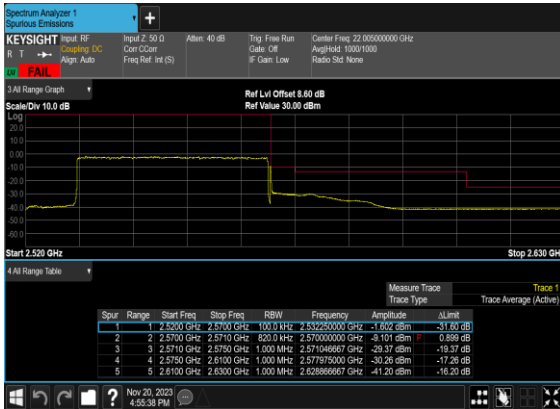 Spectrum Analyzer 1
Spurious Emissions
KEYSIGHT Input: RF Input Z: 50 Ω Atten: 40 dB Trig: Free Run Center Freq: 22.005000000 GHz
R T Coupling: DC Corr CCorr Gate: Off Avg|Hold: 1000/1000
Align: Auto Freq Ref: Int (S) IF Gain: Low Radio Std: None
LNI FAIL
3 All Range Graph
Ref Lvl Offset 8.60 dB
Scale/Div 10.0 dB Ref Value 30.00 dBm
Log
20.0
10.0
0.00
-10.0
-20.0
-30.0
-40.0
-50.0
-60.0
Start 2.520 GHz Stop 2.630 GH
4 All Range Table
Measure Trace Trace 1
Trace Type Trace Average (Active)
Spur Range Start Freq Stop Freq RBW Frequency Amplitude ΔLimit
1 1 2.5200 GHz 2.5700 GHz 100.0 kHz 2.532250000 GHz -1.602 dBm -31.60 dB
2 2 2.5700 GHz 2.5710 GHz 820.0 kHz 2.570000000 GHz -9.101 dBm F 0.899 dB
3 3 2.5710 GHz 2.5750 GHz 1.000 MHz 2.571046667 GHz -29.37 dBm -19.37 dB
4 4 2.5750 GHz 2.6100 GHz 1.000 MHz 2.577975000 GHz -30.26 dBm -17.26 dB
5 5 2.6100 GHz 2.6300 GHz 1.000 MHz 2.628866667 GHz -41.20 dBm -16.20 dB
Nov 20, 2023
4:55:38 PM